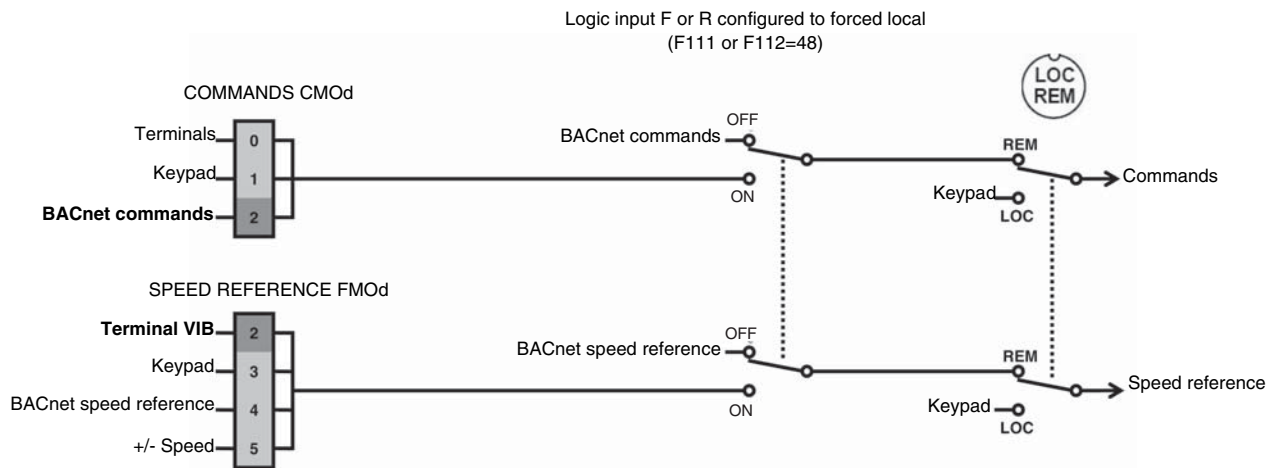 Logic input F or R configured to forced local
(F111 or F112=48)
LOC
REM
COMMANDS CMOd
Terminals 0
Keypad 1
BACnet commands 2
BACnet commands
OFF
ON
REM
Keypad
LOC
Commands
SPEED REFERENCE FMOd
Terminal VIB 2
Keypad 3
BACnet speed reference 4
+/- Speed 5
BACnet speed reference
OFF
ON
REM
Keypad
LOC
Speed reference